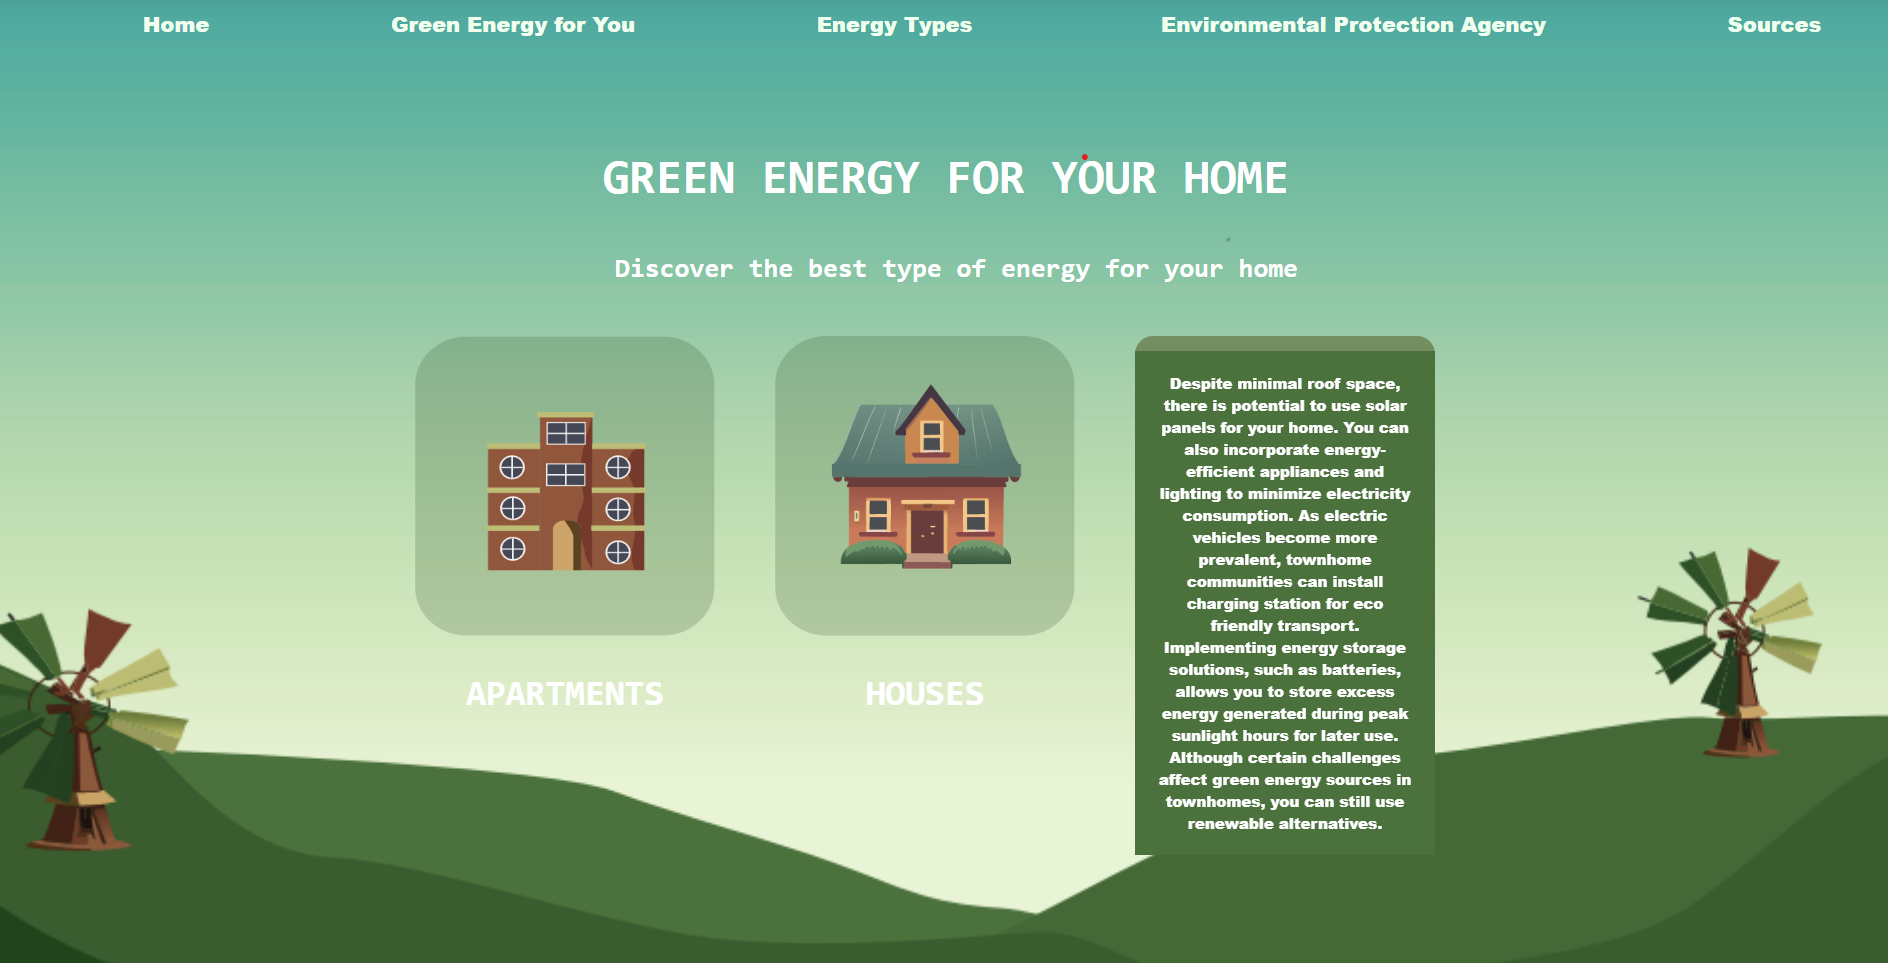 Home Green Energy for You Energy Types Environmental Protection Agency Sources
GREEN ENERGY FOR YOUR HOME
Discover the best type of energy for your home
APARTMENTS
HOUSES
Despite minimal roof space,
there is potential to use solar
panels for your home. You can
also incorporate energy-
efficient appliances and
lighting to minimize electricity
consumption. As electric
vehicles become more
prevalent, townhome
communities can install
charging station for eco
friendly transport.
Implementing energy storage
solutions, such as batteries,
allows you to store excess
energy generated during peak
sunlight hours for later use.
Although certain challenges
affect green energy sources in
townhomes, you can still use
renewable alternatives.